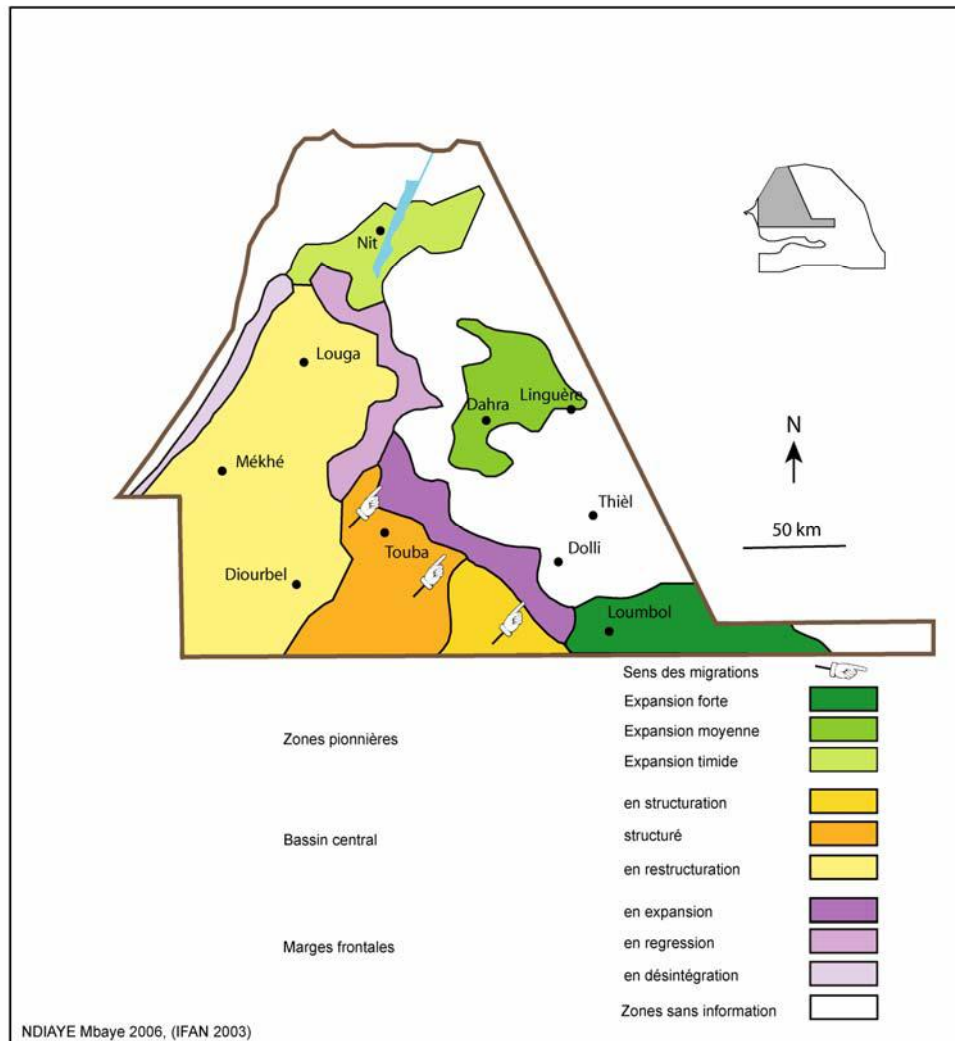 Nit
Louga
Dahra
Linguère
N
Mékhé
50 km
Thièl
Touba
Dolli
Diourbel
Loumbol
Sens des migrations
Expansion forte
Zones pionnières
Expansion moyenne
Expansion timide
en structuration
Bassin central
structuré
en restructuration
en expansion
Marges frontales
en regression
en désintégration
Zones sans information
NDIAYE Mbaye 2006, (IFAN 2003)